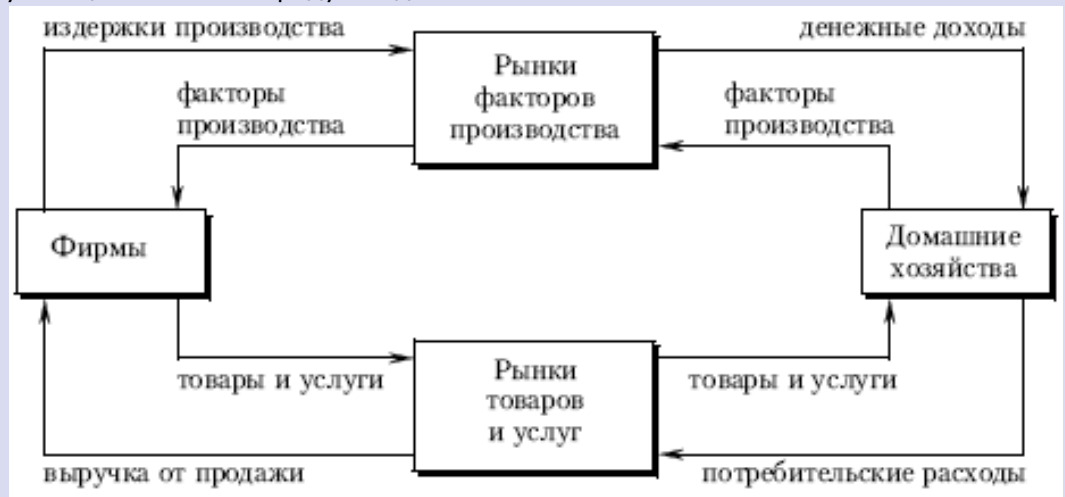 издержки производства
денежные доходы
Рынки
факторов
производства
факторы
производства
факторы
производства
Фирмы
Домашние
хозяйства
товары и услуги
Рынки
товаров
и услуг
товары и услуги
выручка от продажи
потребительские расходы